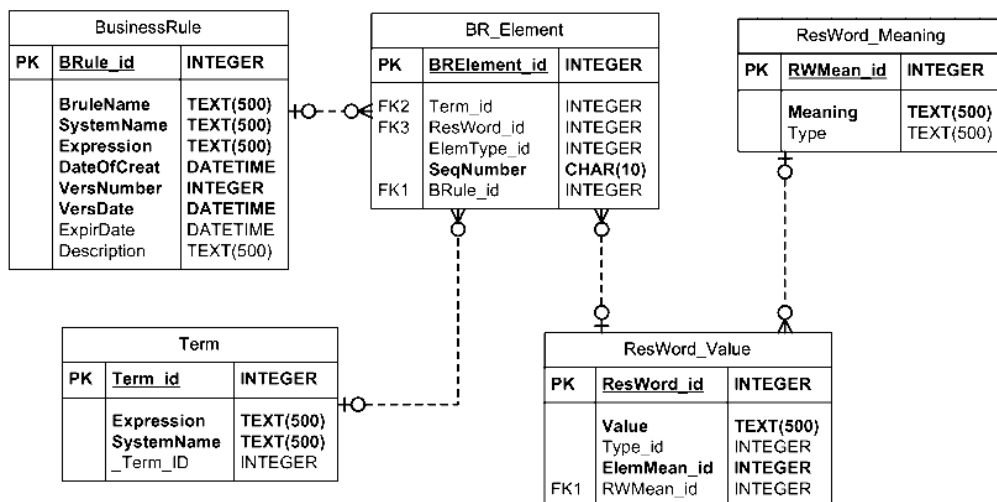 BusinessRule
PK BRule_id INTEGER
BruleName TEXT(500)
SystemName TEXT(500)
Expression TEXT(500)
DateOfCreat DATETIME
VersNumber INTEGER
VersDate DATETIME
ExpirDate DATETIME
Description TEXT(500)
BR_Element
PK BRElement_id INTEGER
FK2 Term_id INTEGER
FK3 ResWord_id INTEGER
ElemType_id INTEGER
SeqNumber CHAR(10)
FK1 BRule_id INTEGER
ResWord_Meaning
PK RWMean_id INTEGER
Meaning TEXT(500)
Type TEXT(500)
Term
PK Term_id INTEGER
Expression TEXT(500)
SystemName TEXT(500)
_Term_ID INTEGER
ResWord_Value
PK ResWord_id INTEGER
Value TEXT(500)
Type_id INTEGER
ElemMean_id INTEGER
FK1 RWMean_id INTEGER